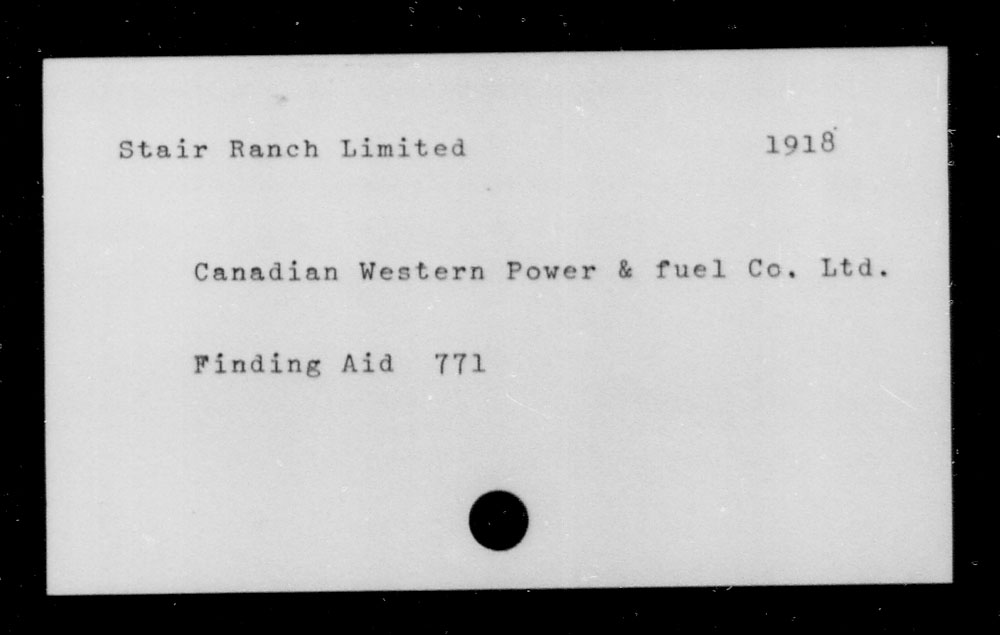 Stair Ranch Limited 1918
Canadian Western Power & fuel Co. Ltd.
Finding Aid 771